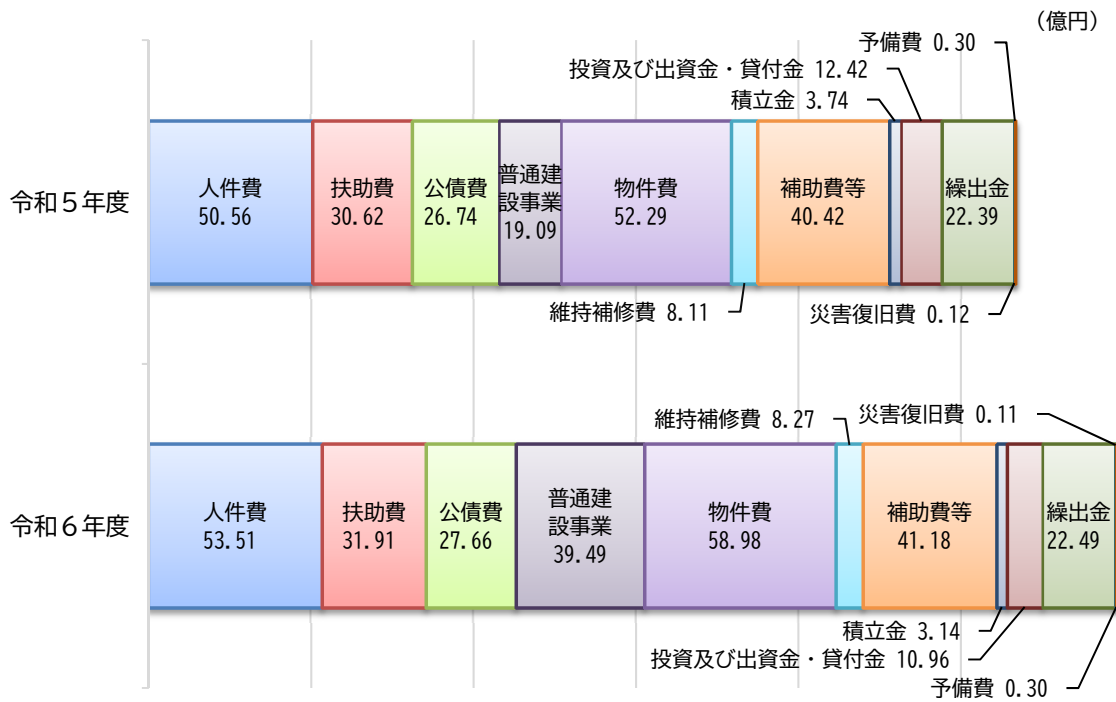 （億円）
予備費 0.30
投資及び出資金・貸付金 12.42
積立金 3.74
令和５年度
人件費
50.56
扶助費
30.62
公債費
26.74
普通建
設事業
19.09
物件費
52.29
補助費等
40.42
繰出金
22.39
維持補修費 8.11
災害復旧費 0.12
維持補修費 8.27
災害復旧費 0.11
令和６年度
人件費
53.51
扶助費
31.91
公債費
27.66
普通建
設事業
39.49
物件費
58.98
補助費等
41.18
繰出金
22.49
積立金 3.14
投資及び出資金・貸付金 10.96
予備費 0.30